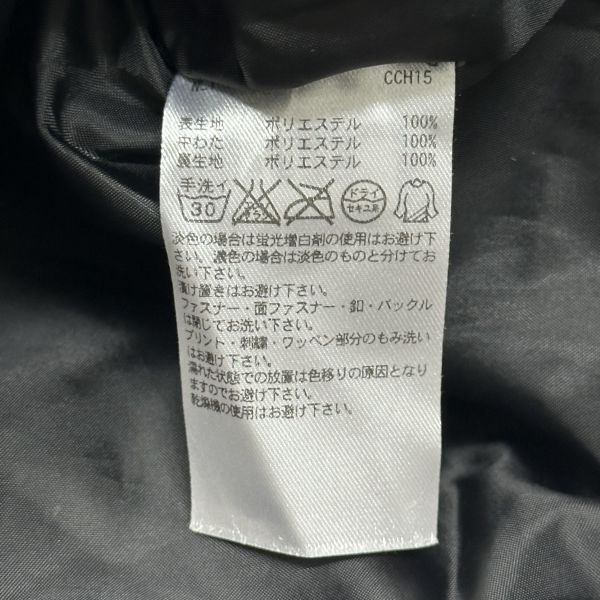 CCH15
表生地 ポリエステル 100%
中わた ポリエステル 100%
裏生地 ポリエステル 100%
手洗イ
30
エンソサラシ
ドライ
セキユ系
淡色の場合は蛍光増白剤の使用はお避け下
さい。濃色の場合は淡色のものと分けてお
洗い下さい。
漬け置きはお避け下さい。
ファスナー・面ファスナー・釦・バックル
は閉じてお洗い下さい。
プリント・刺繍・ワッペン部分のもみ洗い
はお避け下さい。
濡れた状態での放置は色移りの原因となり
ますのでお避け下さい。
乾燥機の使用はお避け下さい。